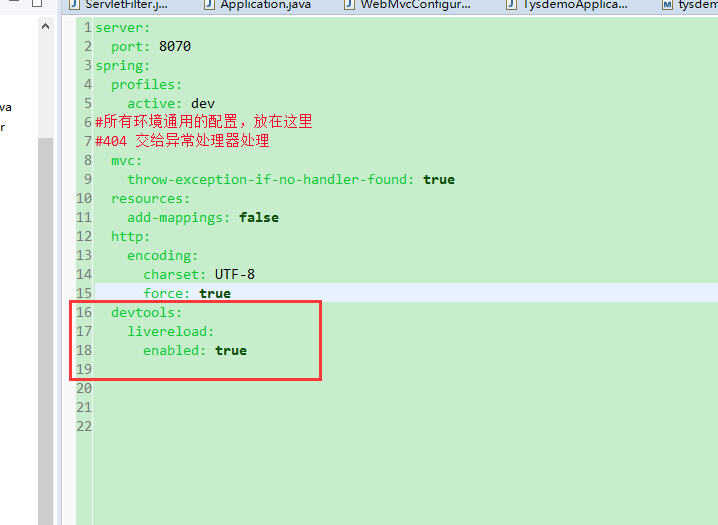 va
r
ServletFilter.j...
Application.java
WebMvcConfigur...
TysdemoApplica...
tysdem
1 server:
2   port: 8070
3 spring:
4   profiles:
5     active: dev
6 #所有环境通用的配置，放在这里
7 #404 交给异常处理器处理
8   mvc:
9     throw-exception-if-no-handler-found: true
10   resources:
11     add-mappings: false
12   http:
13     encoding:
14       charset: UTF-8
15       force: true
16   devtools:
17     livereload:
18       enabled: true
19
20
21
22